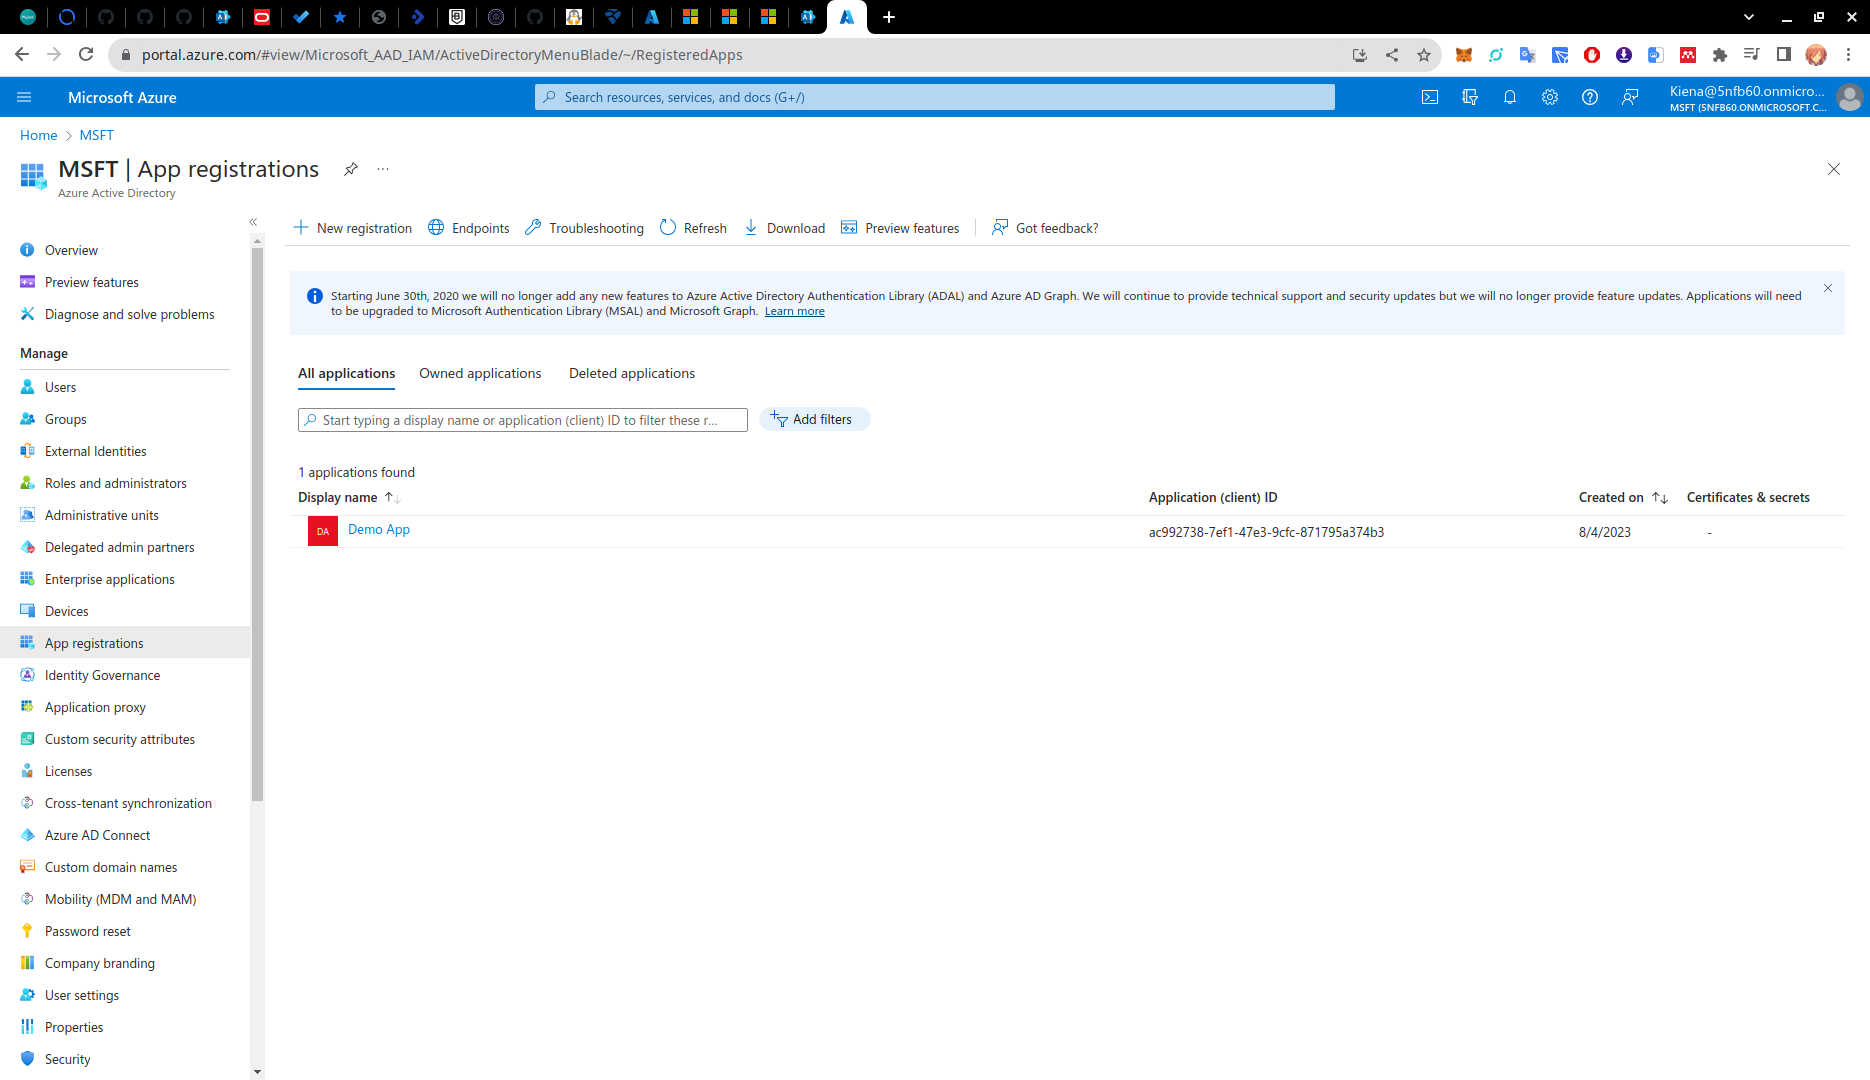 portal.azure.com/#view/Microsoft_AAD_IAM/ActiveDirectoryMenuBlade/~/RegisteredApps
Microsoft Azure
Search resources, services, and docs (G+/)
Kiena@5nfb60.onmicro...
MSFT (5NFB60.ONMICROSOFT.C...
Home > MSFT
MSFT | App registrations
Azure Active Directory
Overview
Preview features
Diagnose and solve problems
Manage
Users
Groups
External Identities
Roles and administrators
Administrative units
Delegated admin partners
Enterprise applications
Devices
App registrations
Identity Governance
Application proxy
Custom security attributes
Licenses
Cross-tenant synchronization
Azure AD Connect
Custom domain names
Mobility (MDM and MAM)
Password reset
Company branding
User settings
Properties
Security
New registration Endpoints Troubleshooting Refresh Download Preview features Got feedback?
Starting June 30th, 2020 we will no longer add any new features to Azure Active Directory Authentication Library (ADAL) and Azure AD Graph. We will continue to provide technical support and security updates but we will no longer provide feature updates. Applications will need
to be upgraded to Microsoft Authentication Library (MSAL) and Microsoft Graph. Learn more
All applications Owned applications Deleted applications
Start typing a display name or application (client) ID to filter these r... Add filters
1 applications found
Display name Application (client) ID Created on Certificates & secrets
DA Demo App ac992738-7ef1-47e3-9cfc-871795a374b3 8/4/2023 -